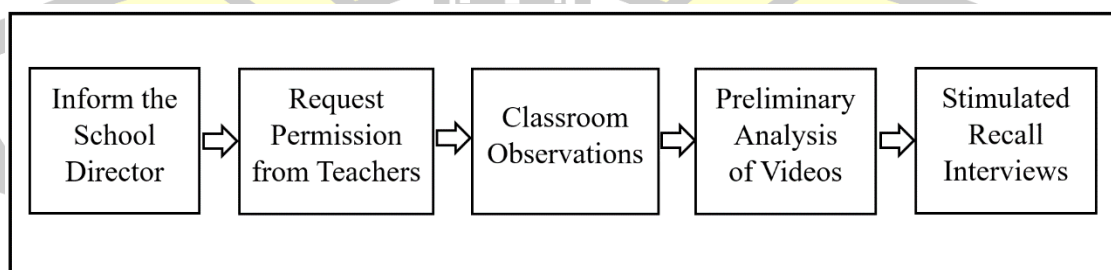 Inform the
School
Director
Request
Permission
from Teachers
Classroom
Observations
Preliminary
Analysis
of Videos
Stimulated
Recall
Interviews